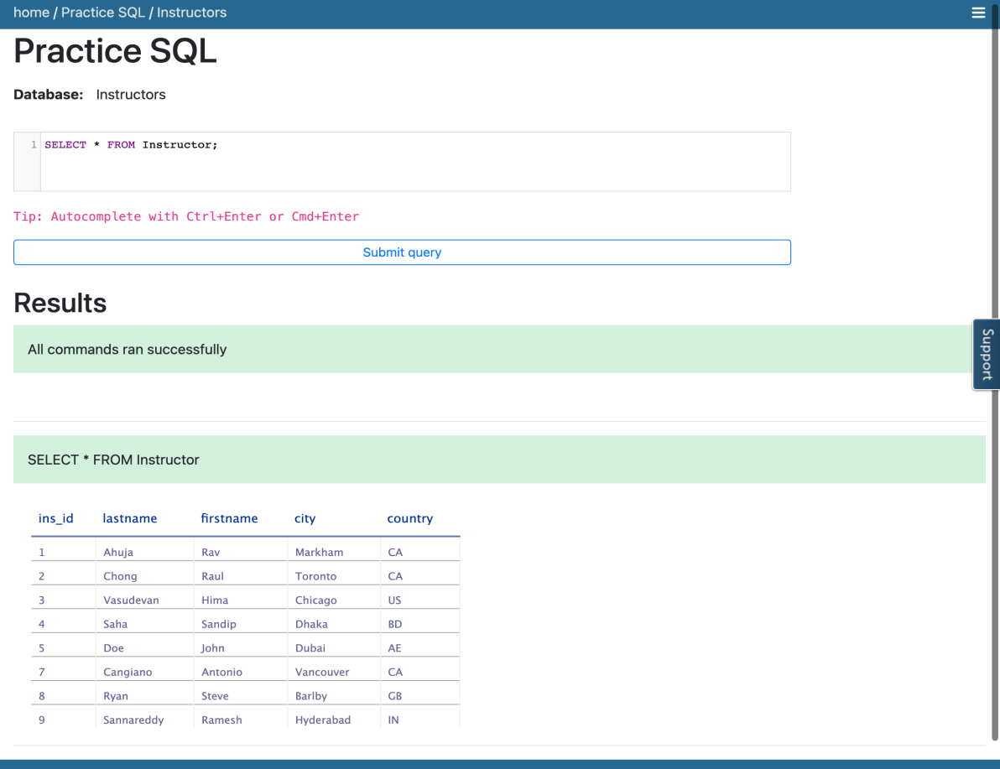 home / Practice SQL / Instructors
Practice SQL
Database: Instructors
1 SELECT * FROM Instructor;
Tip: Autocomplete with Ctrl+Enter or Cmd+Enter
Submit query
Results
All commands ran successfully
Support
SELECT * FROM Instructor
ins_id lastname firstname city country
1 Ahuja Rav Markham CA
2 Chong Raul Toronto CA
3 Vasudevan Hima Chicago US
4 Saha Sandip Dhaka BD
5 Doe John Dubai AE
7 Cangiano Antonio Vancouver CA
8 Ryan Steve Barlby GB
9 Sannareddy Ramesh Hyderabad IN